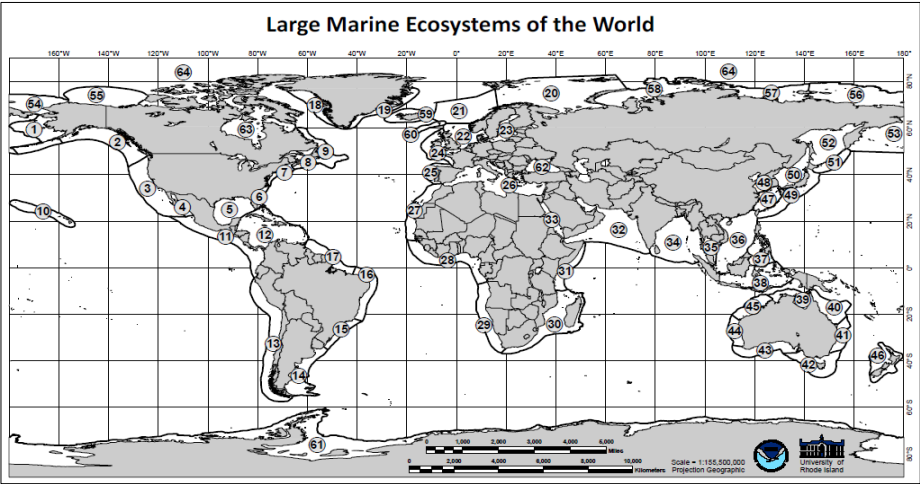 Large Marine Ecosystems of the World
160°W 140°W 120°W 100°W 80°W 60°W 40°W 20°W 0° 20°E 40°E 60°E 80°E 100°E 120°E 140°E 160°E 180°
64 64
55 54 18 19 59 21 20 58 57 56
80°N
1 2 63 60 22 23 52 53
60°N
9 8 7 24 25 62 51 50
40°N
3 4 5 6 26 48 47 49
10 11 12 27 33 32 34 35 36
20°N
17 16 28 31 37 38
0°
15 29 30 45 39 40
20°S
13 14 44 43 42 41 46
40°S
60°S
61
80°S
0 1,000 2,000 3,000 4,000 5,000 6,000
Miles
0 2,000 4,000 6,000 8,000 10,000
Kilometers
Scale = 1:155,500,000
Projection Geographic
University of
Rhode Island